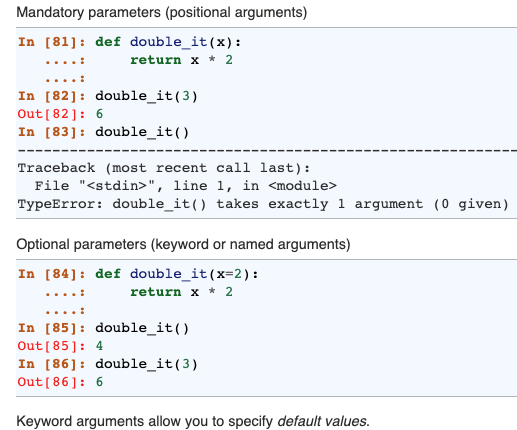 Mandatory parameters (positional arguments)
In [81]: def double_it(x):
   ....:     return x * 2
   ....:
In [82]: double_it(3)
Out[82]: 6
In [83]: double_it()
---------------------------------------------------------------
Traceback (most recent call last):
  File "<stdin>", line 1, in <module>
TypeError: double_it() takes exactly 1 argument (0 given)
Optional parameters (keyword or named arguments)
In [84]: def double_it(x=2):
   ....:     return x * 2
   ....:
In [85]: double_it()
Out[85]: 4
In [86]: double_it(3)
Out[86]: 6
Keyword arguments allow you to specify default values.